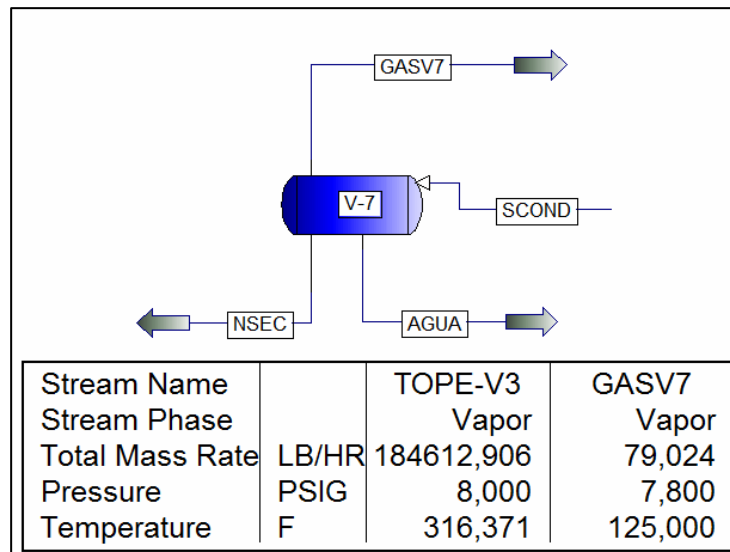 GASV7
V-7
SCOND
NSEC
AGUA
Stream Name TOPE-V3 GASV7
Stream Phase Vapor Vapor
Total Mass Rate LB/HR 184612,906 79,024
Pressure PSIG 8,000 7,800
Temperature F 316,371 125,000